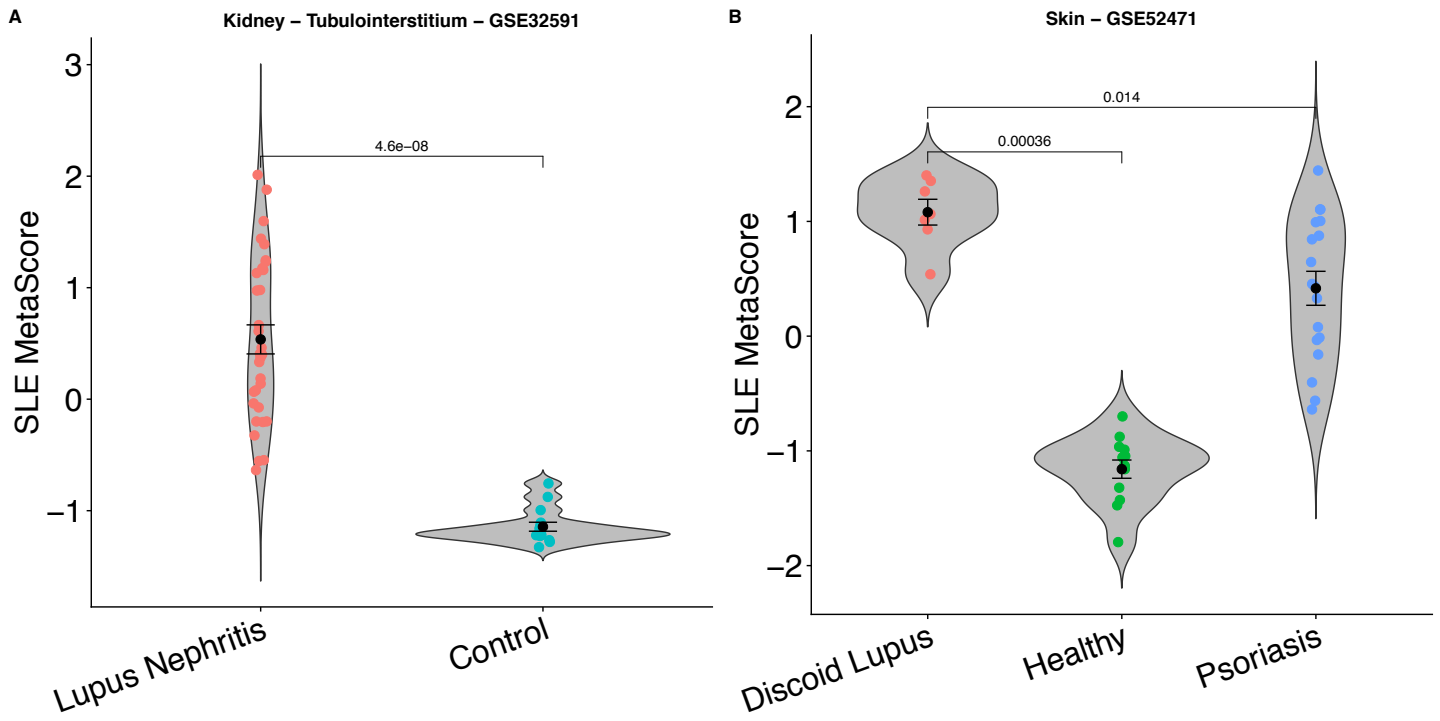 A
Kidney – Tubulointerstitium – GSE32591
SLE MetaScore
3
2
1
0
−1
4.6e−08
Lupus Nephritis
Control
B
Skin – GSE52471
SLE MetaScore
2
1
0
−1
−2
0.014
0.00036
Discoid Lupus
Healthy
Psoriasis